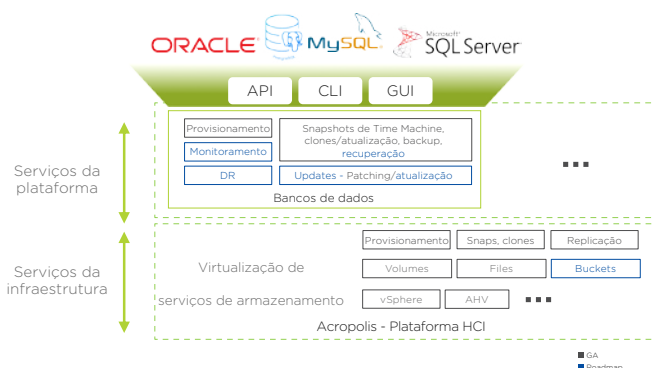 ORACLE
MySQL
Microsoft
SQL Server
API
CLI
GUI
Serviços da
plataforma
Provisionamento
Monitoramento
DR
Snapshots de Time Machine,
clones/atualização, backup,
recuperação
Updates - Patching/atualização
Bancos de dados
Serviços da
infraestrutura
Virtualização de
serviços de armazenamento
Provisionamento
Snaps, clones
Replicação
Volumes
Files
Buckets
vSphere
AHV
Acropolis - Plataforma HCI
GA
Roadmap